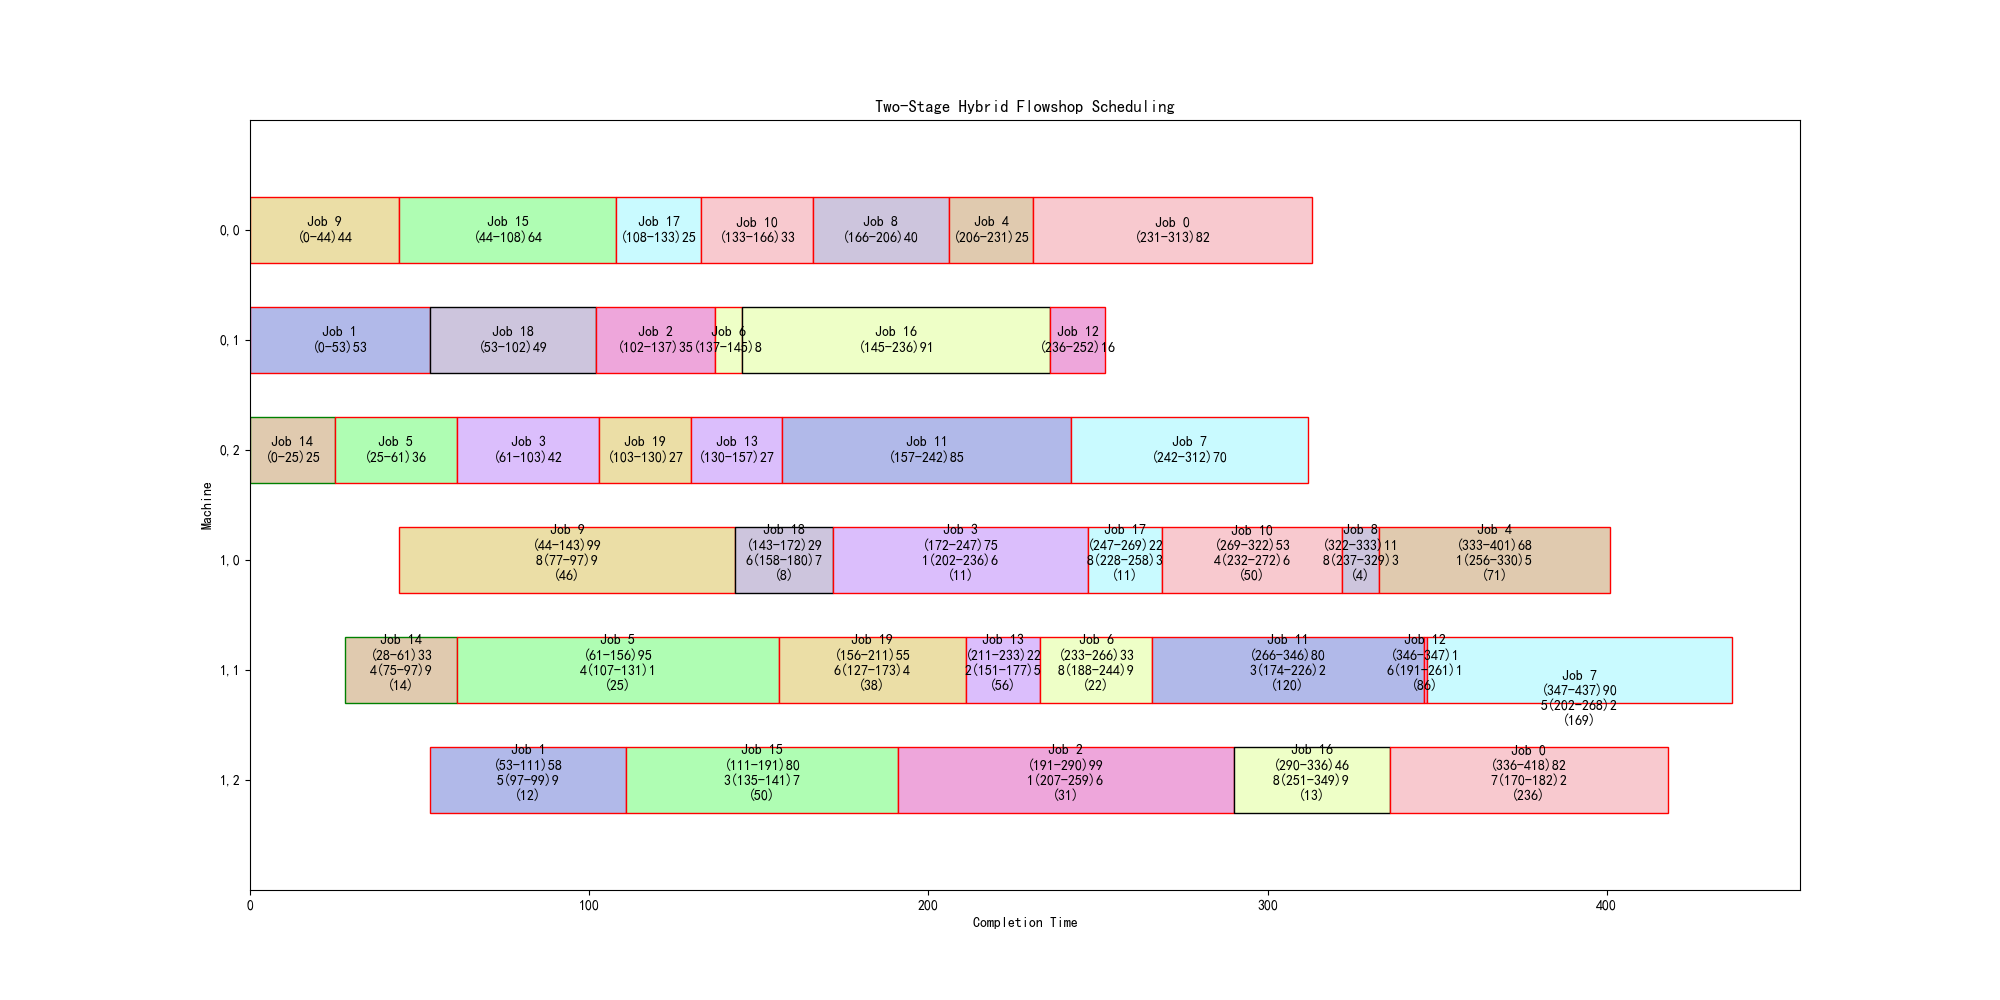 Two-Stage Hybrid Flowshop Scheduling
Machine
0,0
Job 9
(0-44)44
Job 15
(44-108)64
Job 17
(108-133)25
Job 10
(133-166)33
Job 8
(166-206)40
Job 4
(206-231)25
Job 0
(231-313)82
0,1
Job 1
(0-53)53
Job 18
(53-102)49
Job 2
(102-137)35
Job 6
(137-145)8
Job 16
(145-236)91
Job 12
(236-252)16
0,2
Job 14
(0-25)25
Job 5
(25-61)36
Job 3
(61-103)42
Job 19
(103-130)27
Job 13
(130-157)27
Job 11
(157-242)85
Job 7
(242-312)70
1,0
Job 9
(44-143)99
8(77-97)9
(46)
Job 18
(143-172)29
6(158-180)7
(8)
Job 3
(172-247)75
1(202-236)6
(11)
Job 17
(247-269)22
8(228-258)3
(11)
Job 10
(269-322)53
4(232-272)6
(50)
Job 8
(322-333)11
8(237-329)3
(4)
Job 4
(333-401)68
1(256-330)5
(71)
1,1
Job 14
(28-61)33
4(75-97)9
(14)
Job 5
(61-156)95
4(107-131)1
(25)
Job 19
(156-211)55
6(127-173)4
(38)
Job 13
(211-233)22
2(151-177)5
(56)
Job 6
(233-266)33
8(188-244)9
(22)
Job 11
(266-346)80
3(174-226)2
(120)
Job 12
(346-347)1
6(191-261)1
(86)
Job 7
(347-437)90
5(202-268)2
(169)
1,2
Job 1
(53-111)58
5(97-99)9
(12)
Job 15
(111-191)80
3(135-141)7
(50)
Job 2
(191-290)99
1(207-259)6
(31)
Job 16
(290-336)46
8(251-349)9
(13)
Job 0
(336-418)82
7(170-182)2
(236)
0
100
200
300
400
Completion Time